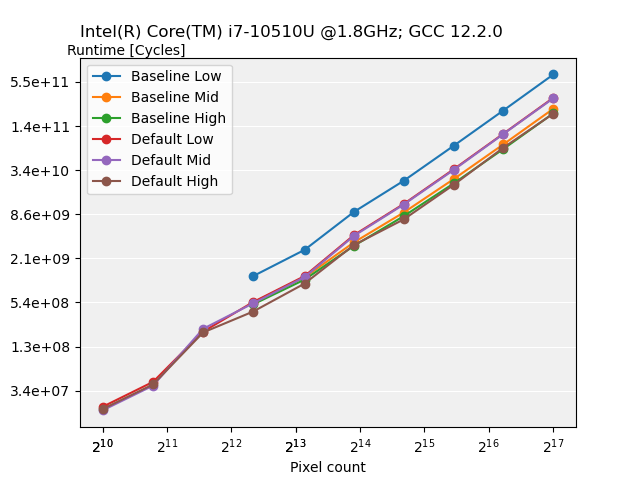 Intel(R) Core(TM) i7-10510U @1.8GHz; GCC 12.2.0
Runtime [Cycles]
Baseline Low
Baseline Mid
Baseline High
Default Low
Default Mid
Default High
5.5e+11
1.4e+11
3.4e+10
8.6e+09
2.1e+09
5.4e+08
1.3e+08
3.4e+07
2^10 2^11 2^12 2^13 2^14 2^15 2^16 2^17
Pixel count